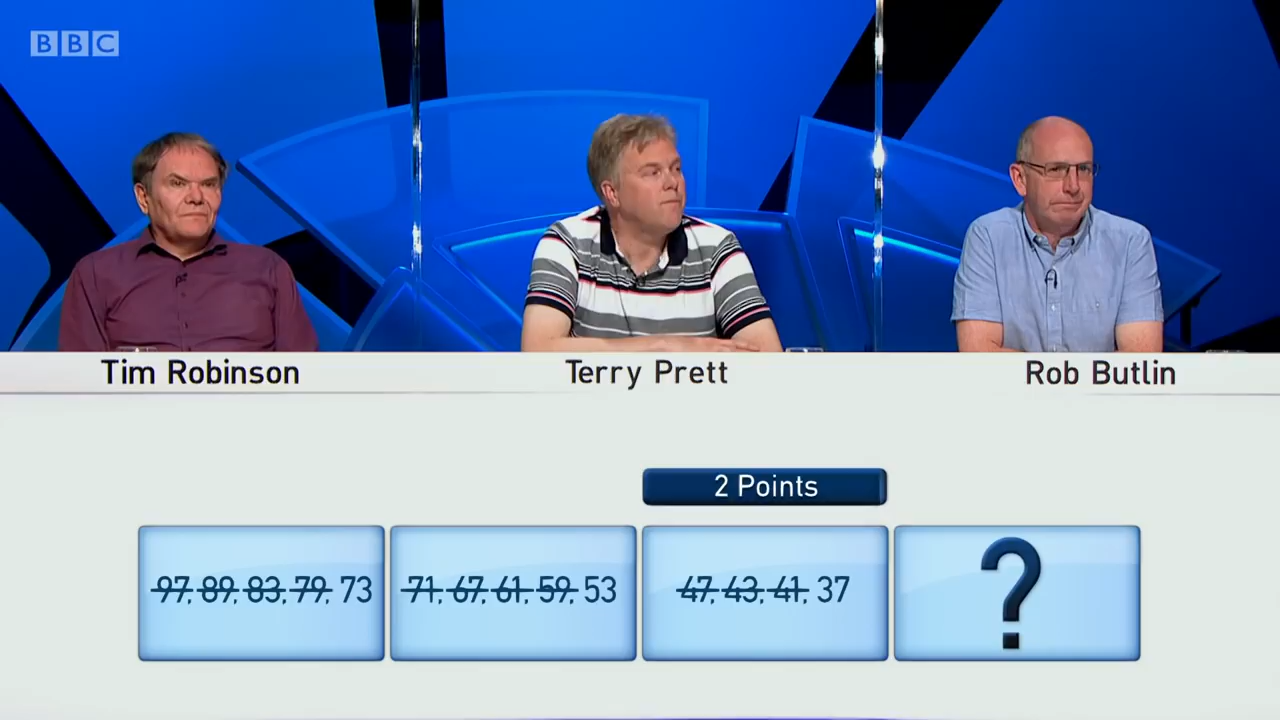 BBC
Tim Robinson Terry Prett Rob Butlin
2 Points
97, 89, 83, 79, 73 71, 67, 61, 59, 53 47, 43, 41, 37 ?